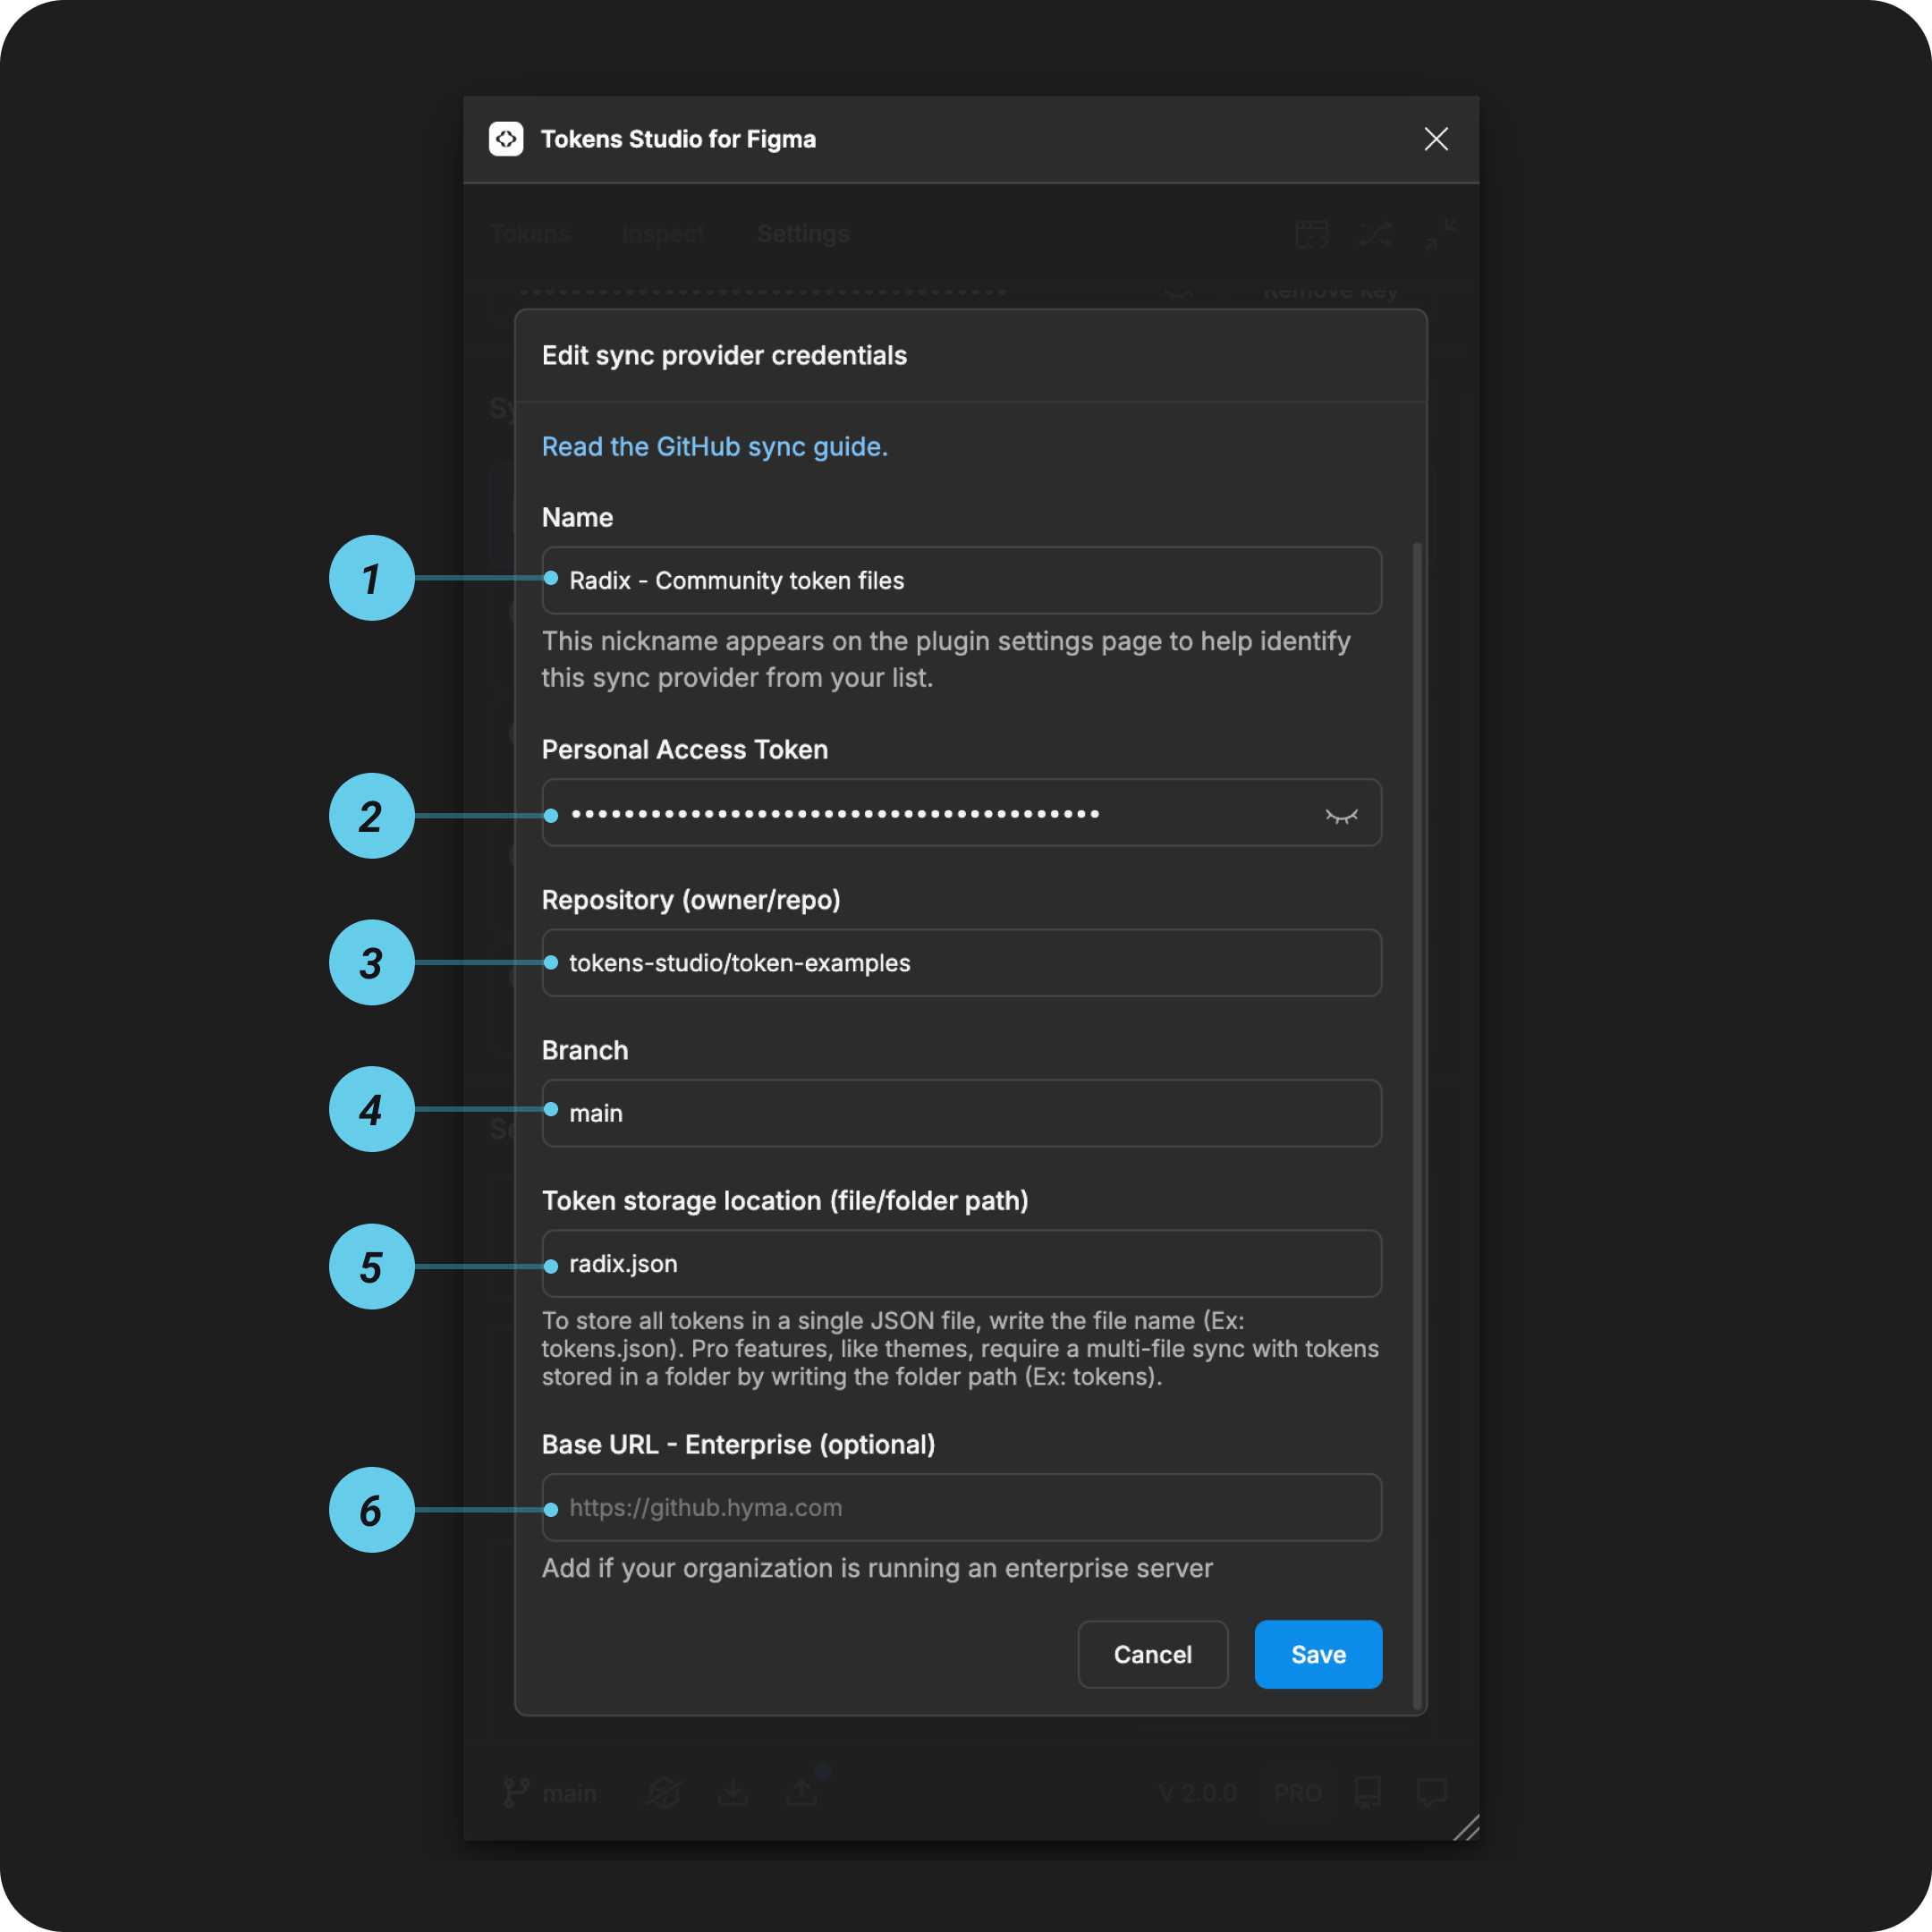 Tokens Studio for Figma
Tokens Inspect Settings
Remove key
Edit sync provider credentials
Read the GitHub sync guide.
Name
1 Radix - Community token files
This nickname appears on the plugin settings page to help identify
this sync provider from your list.
Personal Access Token
2 ••••••••••••••••••••••••••••••••••••••••
Repository (owner/repo)
3 tokens-studio/token-examples
Branch
4 main
Token storage location (file/folder path)
5 radix.json
To store all tokens in a single JSON file, write the file name (Ex:
tokens.json). Pro features, like themes, require a multi-file sync with tokens
stored in a folder by writing the folder path (Ex: tokens).
Base URL - Enterprise (optional)
6 https://github.hyma.com
Add if your organization is running an enterprise server
Cancel Save
main V 2.0.0 PRO